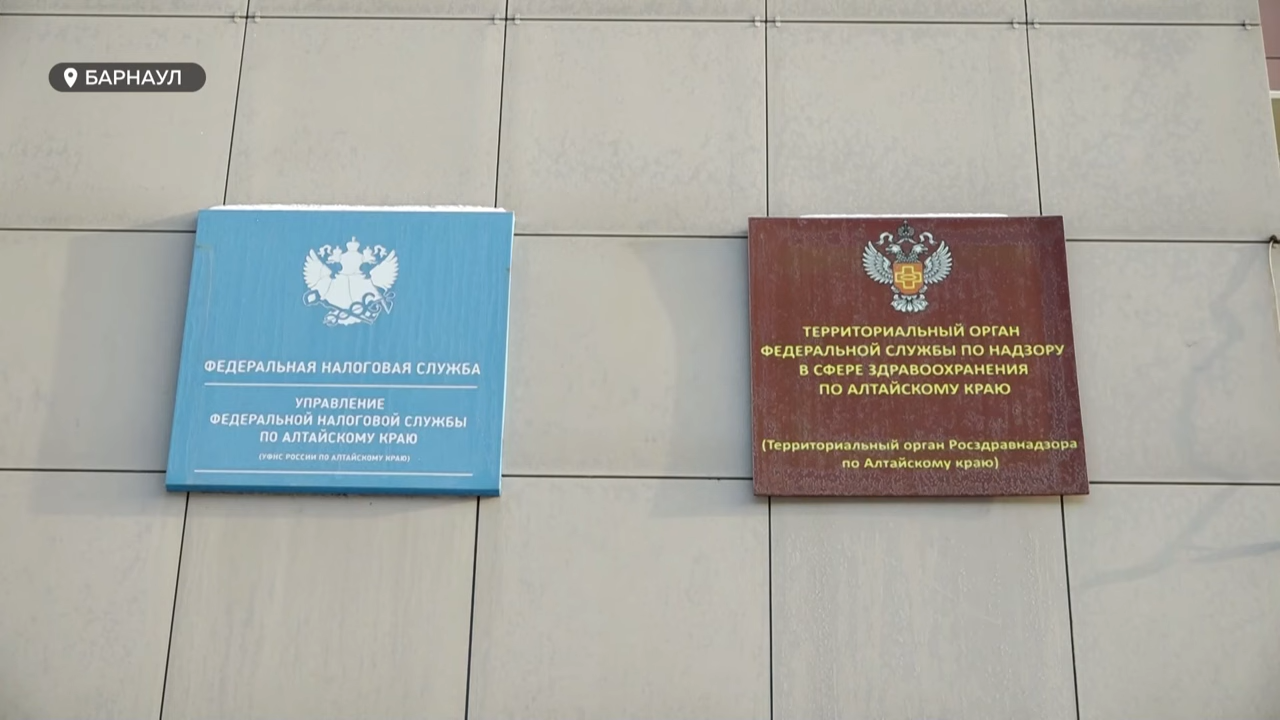 БАРНАУЛ
ФЕДЕРАЛЬНАЯ НАЛОГОВАЯ СЛУЖБА
УПРАВЛЕНИЕ
ФЕДЕРАЛЬНОЙ НАЛОГОВОЙ СЛУЖБЫ
ПО АЛТАЙСКОМУ КРАЮ
(УФНС РОССИИ ПО АЛТАЙСКОМУ КРАЮ)
ТЕРРИТОРИАЛЬНЫЙ ОРГАН
ФЕДЕРАЛЬНОЙ СЛУЖБЫ ПО НАДЗОРУ
В СФЕРЕ ЗДРАВООХРАНЕНИЯ
ПО АЛТАЙСКОМУ КРАЮ
(Территориальный орган Росздравнадзора
по Алтайскому краю)